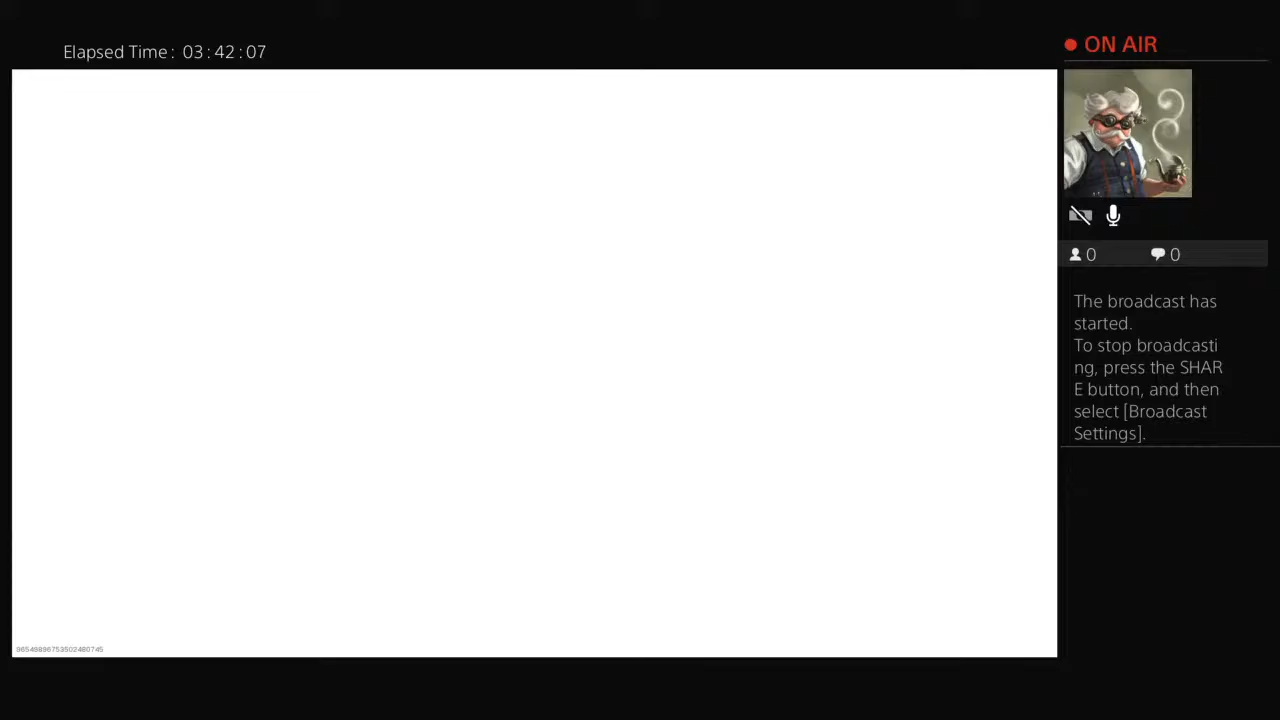 Elapsed Time: 03:42:07
ON AIR
0 0
The broadcast has
started.
To stop broadcasti
ng, press the SHAR
E button, and then
select [Broadcast
Settings].